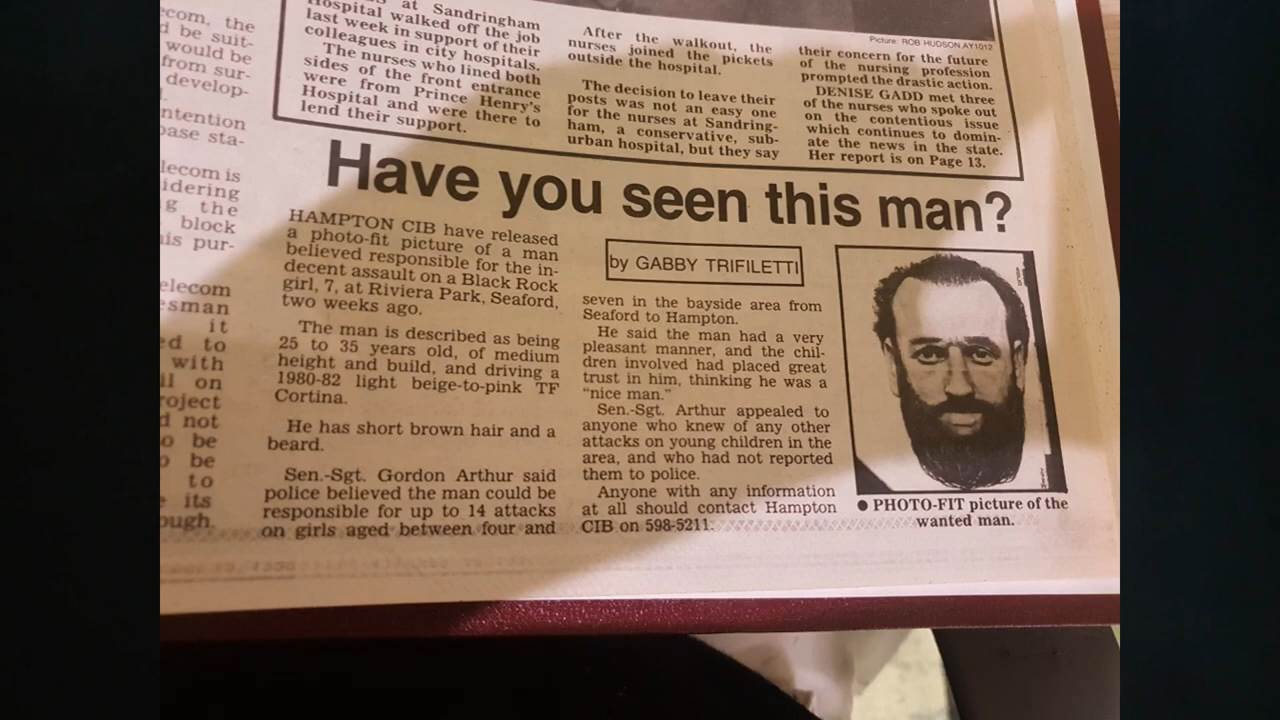 ecom, the
d be suit-
would be
from sur-
develop-
ntention
base sta-
lecom is
idering
g the
block
is pur-
elecom
esman
it
ed to
with
il on
roject
d not
o be
be
to
its
ough.
at Sandringham
Hospital walked off the job
last week in support of their
colleagues in city hospitals.
The nurses who lined both
sides of the front entrance
were from Prince Henry's
Hospital and were there to
lend their support.
After the walkout, the
nurses joined the pickets
outside the hospital.
The decision to leave their
posts was not an easy one
for the nurses at Sandring-
ham, a conservative, sub-
urban hospital, but they say
Picture: ROB HUDSON AY1012
their concern for the future
of the nursing profession
prompted the drastic action.
DENISE GADD met three
of the nurses who spoke out
on the contentious issue
which continues to domin-
ate the news in the state.
Her report is on Page 13.
Have you seen this man?
HAMPTON CIB have released
a photo-fit picture of a man
believed responsible for the in-
decent assault on a Black Rock
girl, 7, at Riviera Park, Seaford,
two weeks ago.
The man is described as being
25 to 35 years old, of medium
height and build, and driving a
1980-82 light beige-to-pink TF
Cortina.
He has short brown hair and a
beard.
Sen.-Sgt. Gordon Arthur said
police believed the man could be
responsible for up to 14 attacks
on girls aged between four and
by GABBY TRIFILETTI
seven in the bayside area from
Seaford to Hampton.
He said the man had a very
pleasant manner, and the chil-
dren involved had placed great
trust in him, thinking he was a
"nice man."
Sen.-Sgt. Arthur appealed to
anyone who knew of any other
attacks on young children in the
area, and who had not reported
them to police.
Anyone with any information
at all should contact Hampton
CIB on 598-5211.
● PHOTO-FIT picture of the
wanted man.